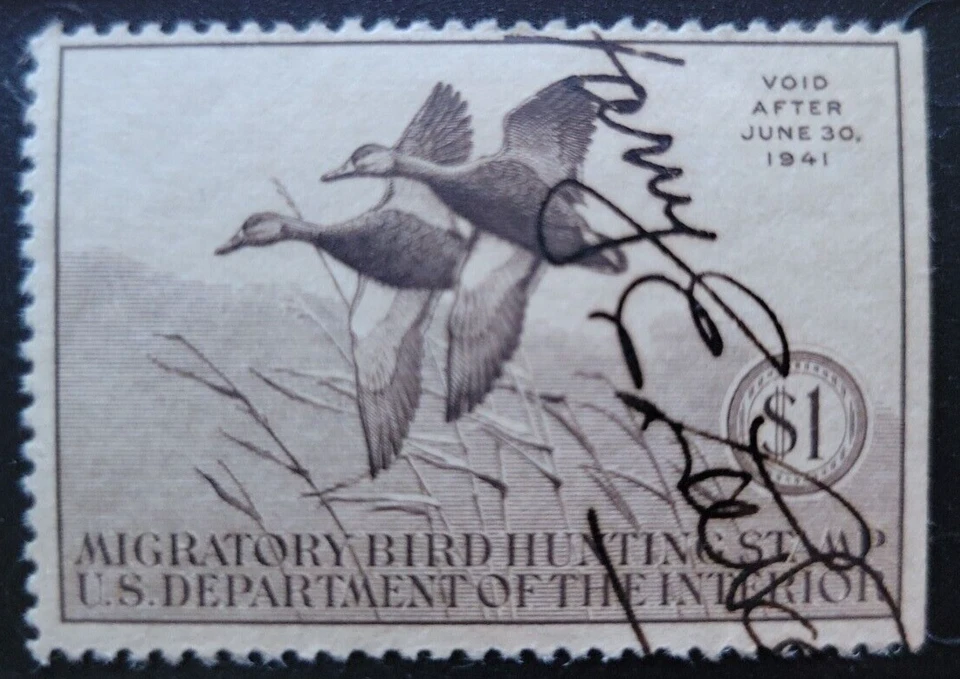 VOID
AFTER
JUNE 30,
1941
$1
MIGRATORY BIRD HUNTING STAMP
U.S. DEPARTMENT OF THE INTERIOR